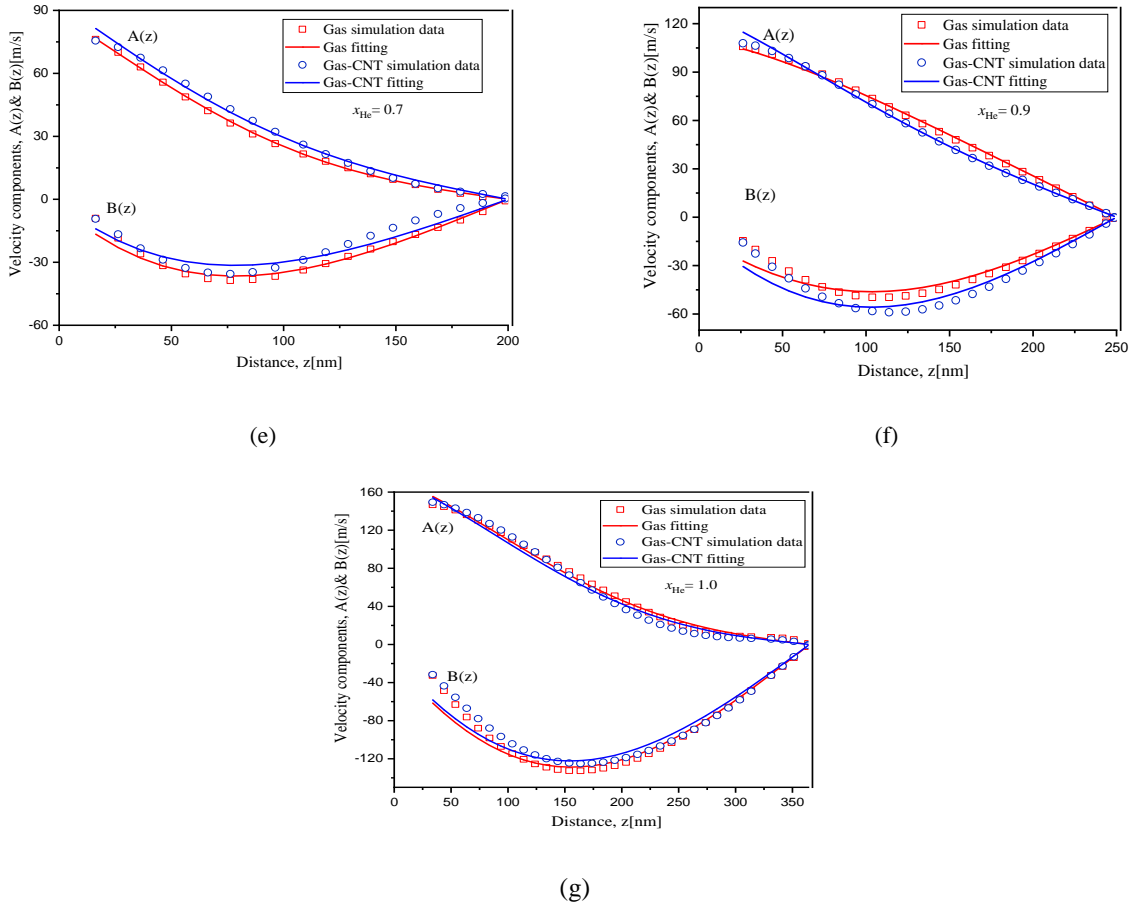 Velocity components, A(z)& B(z)[m/s]
90
60
30
0
-30
-60
A(z)
B(z)
Gas simulation data
Gas fitting
Gas-CNT simulation data
Gas-CNT fitting
xHe= 0.7
0 50 100 150 200
Distance, z[nm]
(e)
Velocity components, A(z)& B(z)[m/s]
120
90
60
30
0
-30
-60
A(z)
B(z)
Gas simulation data
Gas fitting
Gas-CNT simulation data
Gas-CNT fitting
xHe= 0.9
0 50 100 150 200 250
Distance, z[nm]
(f)
Velocity components, A(z)& B(z)[m/s]
160
120
80
40
0
-40
-80
-120
A(z)
B(z)
Gas simulation data
Gas fitting
Gas-CNT simulation data
Gas-CNT fitting
xHe= 1.0
0 50 100 150 200 250 300 350
Distance, z[nm]
(g)